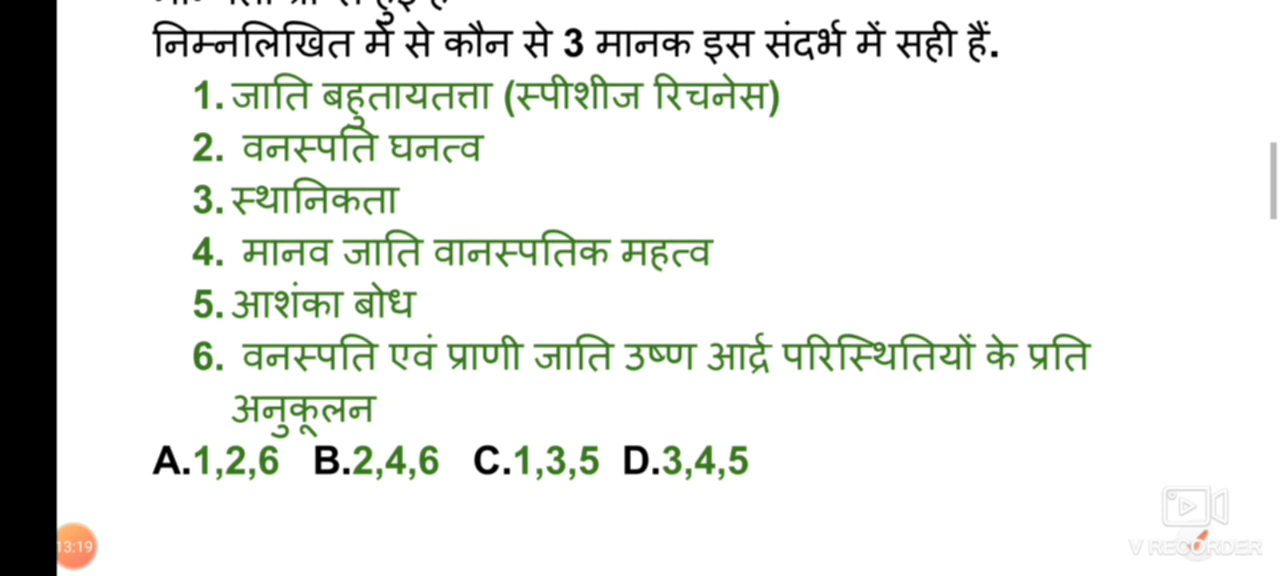 निम्नलिखित में से कौन से 3 मानक इस संदर्भ में सही हैं.
1. जाति बहुतायतत्ता (स्पीशीज रिचनेस)
2. वनस्पति घनत्व
3. स्थानिकता
4. मानव जाति वानस्पतिक महत्व
5. आशंका बोध
6. वनस्पति एवं प्राणी जाति उष्ण आर्द्र परिस्थितियों के प्रति
अनुकूलन
A.1,2,6 B.2,4,6 C.1,3,5 D.3,4,5
13:19
V RECORDER